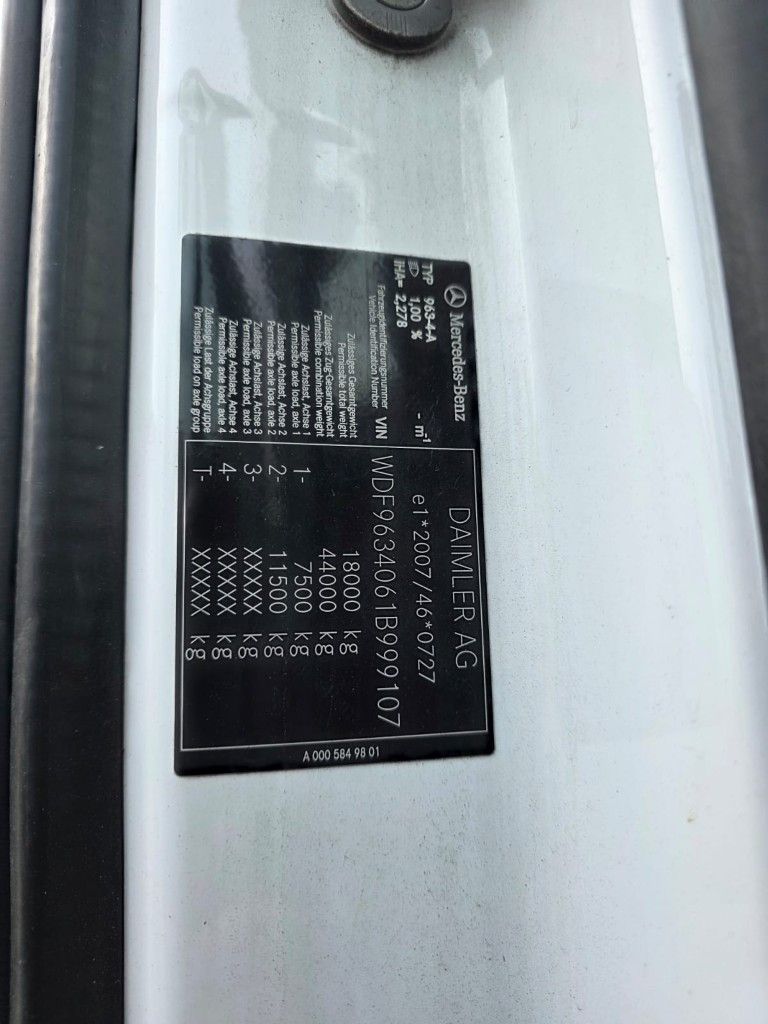 Mercedes-Benz
TYP 963-4-A
1,00 % - m-1
IHA= 2,278
DAIMLER AG
e1*2007/46*0727
Fahrzeugidentifizierungsnummer
Vehicle Identification Number
VIN WDF9634061B999107
Zulässiges Gesamtgewicht
Permissible total weight
18000 kg
Zulässiges Zug-Gesamtgewicht
Permissible combination weight
44000 kg
Zulässige Achslast, Achse 1
Permissible axle load, axle 1
1- 7500 kg
Zulässige Achslast, Achse 2
Permissible axle load, axle 2
2- 11500 kg
Zulässige Achslast, Achse 3
Permissible axle load, axle 3
3- XXXXX kg
Zulässige Achslast, Achse 4
Permissible axle load, axle 4
4- XXXXX kg
Zulässige Last der Achsgruppe
Permissible load on axle group
T- XXXXX kg
A 000 584 98 01